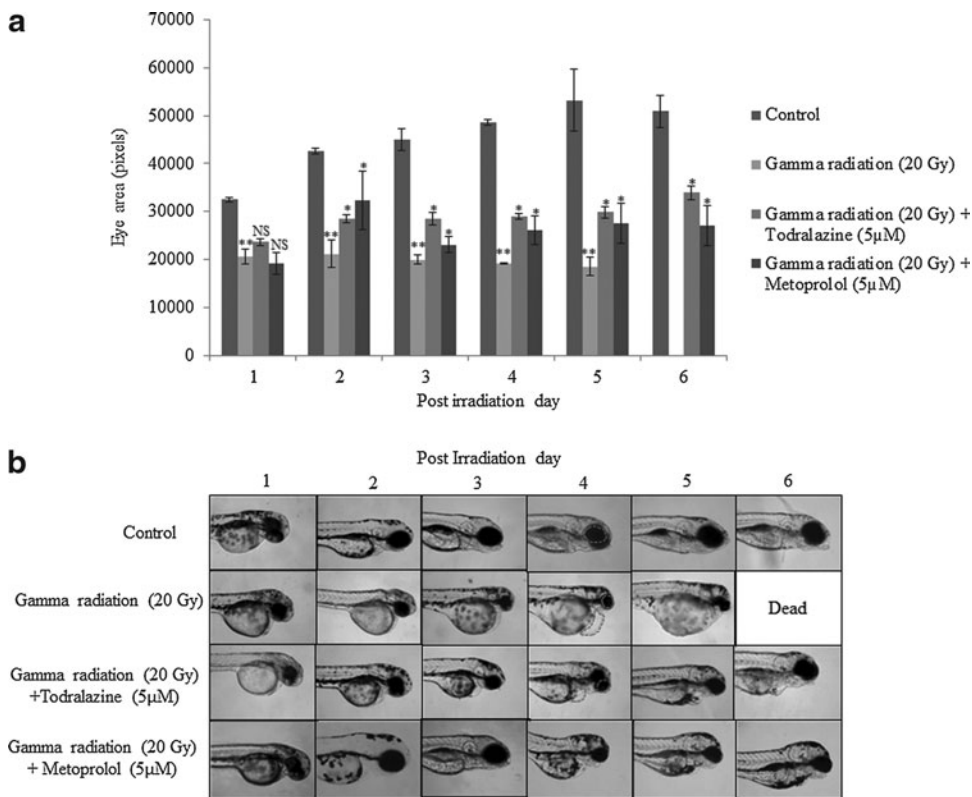 a
70000
60000
50000
40000
30000
20000
10000
0
Eye area (pixels)
** NS NS
** * *
** * *
** * *
** * *
* *
1 2 3 4 5 6
Post irradiation day
Control
Gamma radiation (20 Gy)
Gamma radiation (20 Gy) +
Todralazine (5µM)
Gamma radiation (20 Gy) +
Metoprolol (5µM)
b
Post Irradiation day
1 2 3 4 5 6
Control
Gamma radiation (20 Gy)
Dead
Gamma radiation (20 Gy)
+Todralazine (5µM)
Gamma radiation (20 Gy)
+ Metoprolol (5µM)